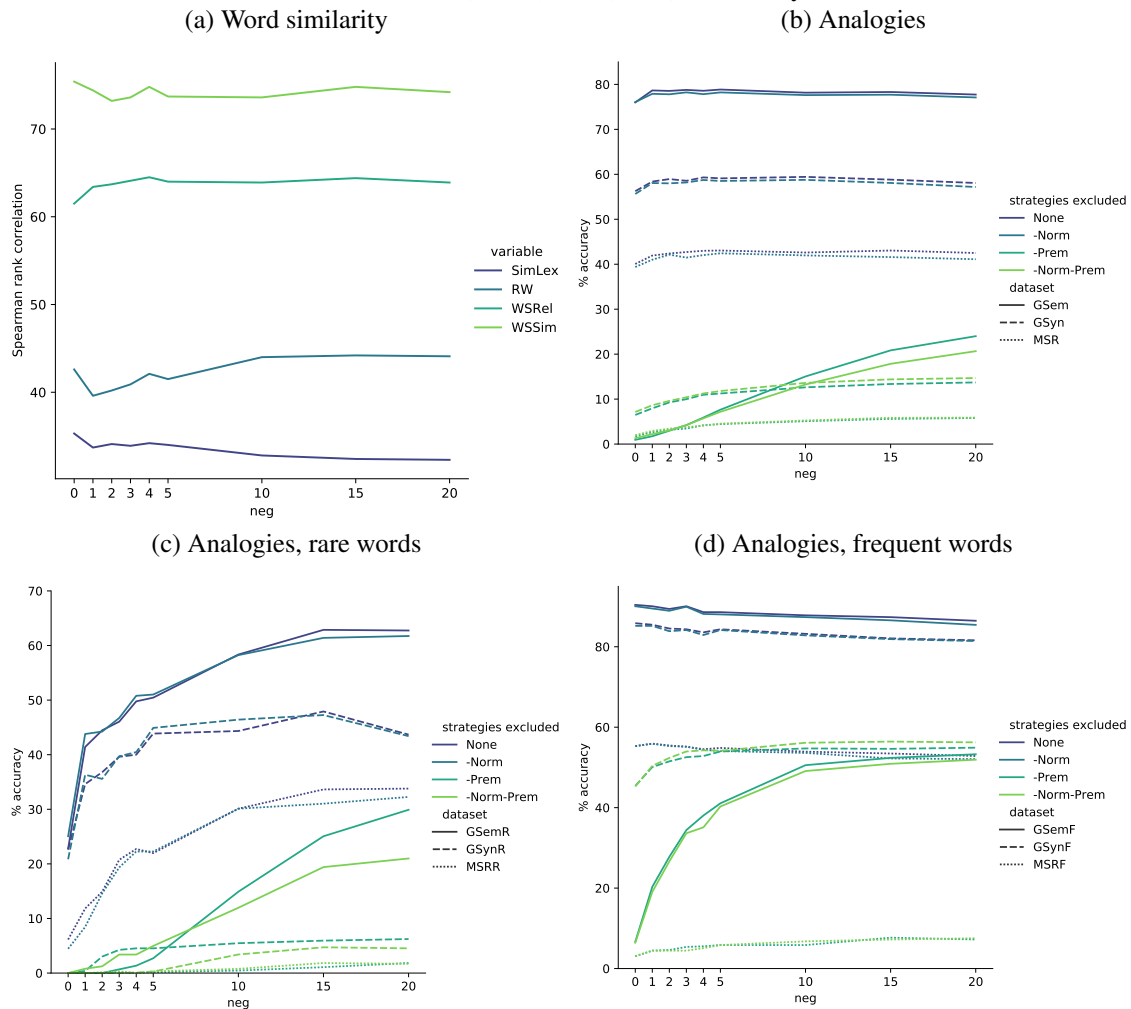 (a) Word similarity
(b) Analogies
70
60
50
40
Spearman rank correlation
0 1 2 3 4 5 10 15 20
neg
variable
SimLex
RW
WSRel
WSSim
80
70
60
50
40
30
20
10
0
% accuracy
0 1 2 3 4 5 10 15 20
neg
strategies excluded
None
-Norm
-Prem
-Norm-Prem
dataset
GSem
GSyn
MSR
(c) Analogies, rare words
(d) Analogies, frequent words
70
60
50
40
30
20
10
0
% accuracy
0 1 2 3 4 5 10 15 20
neg
strategies excluded
None
-Norm
-Prem
-Norm-Prem
dataset
GSemR
GSynR
MSRR
80
60
40
20
0
% accuracy
0 1 2 3 4 5 10 15 20
neg
strategies excluded
None
-Norm
-Prem
-Norm-Prem
dataset
GSemF
GSynF
MSRF